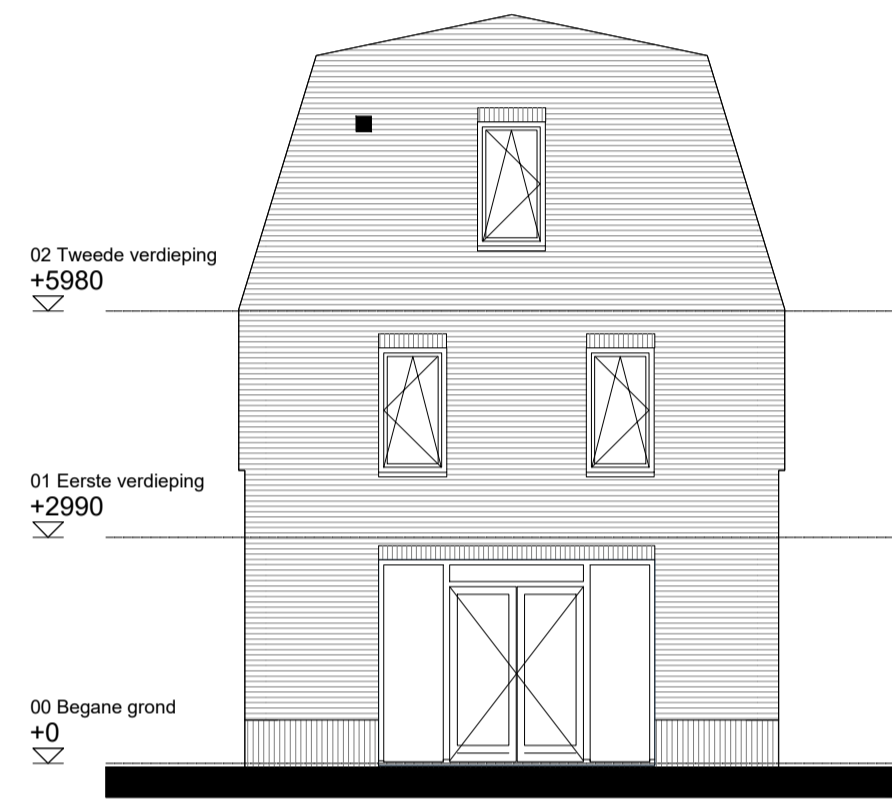 02 Tweede verdieping
+5980
01 Eerste verdieping
+2990
00 Begane grond
+0